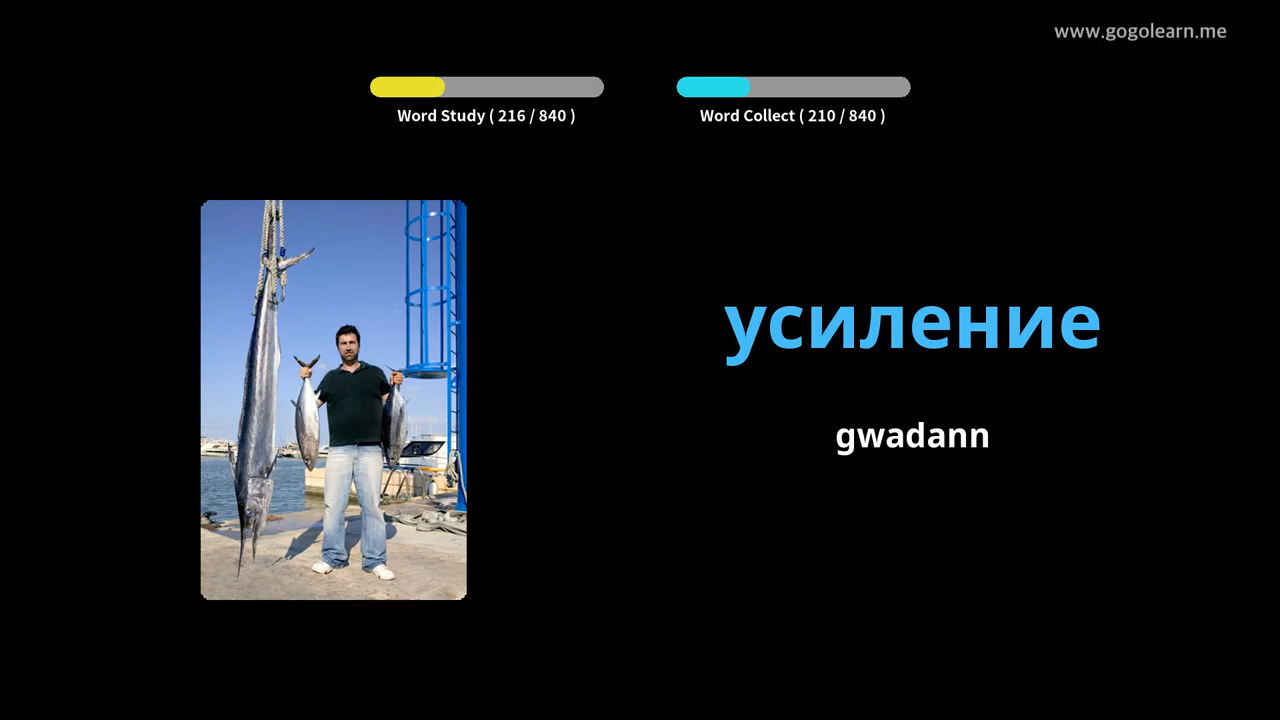 www.gogolearn.me
Word Study ( 216 / 840 )
Word Collect ( 210 / 840 )
усиление
gwadann